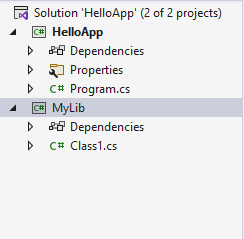 Solution 'HelloApp' (2 of 2 projects)
C# HelloApp
Dependencies
Properties
C# Program.cs
C# MyLib
Dependencies
C# Class1.cs